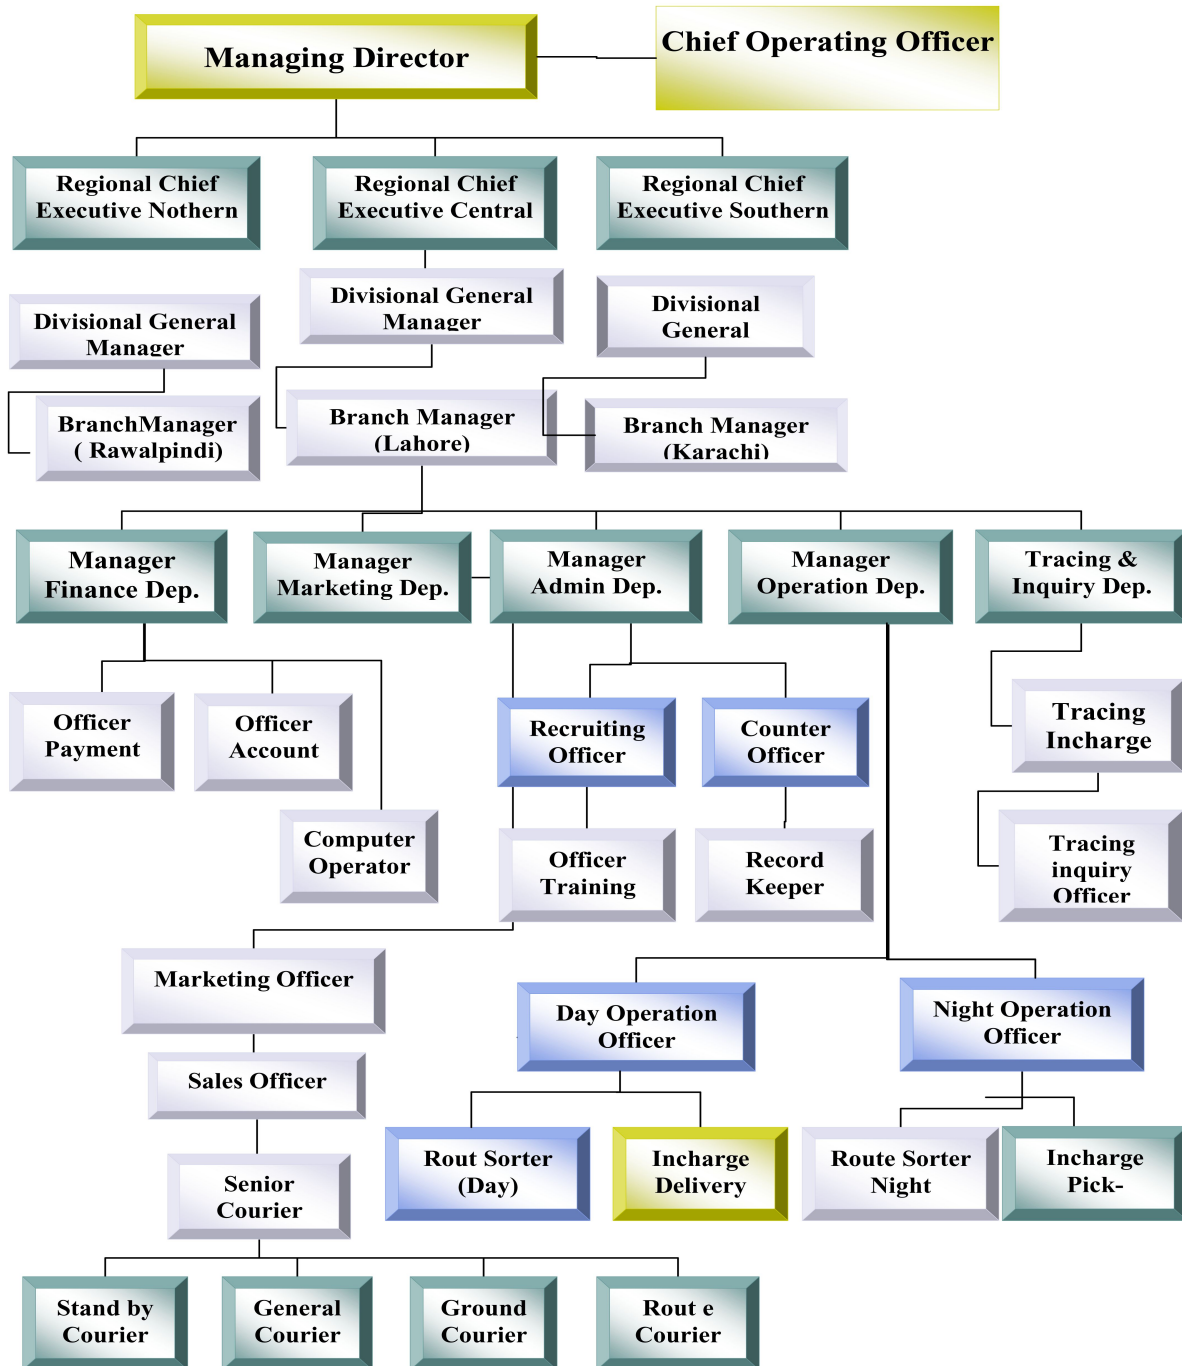 Managing Director
Chief Operating Officer
Regional Chief
Executive Nothern
Regional Chief
Executive Central
Regional Chief
Executive Southern
Divisional General
Manager
Divisional General
Manager
Divisional
General
BranchManager
( Rawalpindi)
Branch Manager
(Lahore)
Branch Manager
(Karachi)
Manager
Finance Dep.
Manager
Marketing Dep.
Manager
Admin Dep.
Manager
Operation Dep.
Tracing &
Inquiry Dep.
Officer
Payment
Officer
Account
Recruiting
Officer
Counter
Officer
Tracing
Incharge
Computer
Operator
Officer
Training
Record
Keeper
Tracing
inquiry
Officer
Marketing Officer
Day Operation
Officer
Night Operation
Officer
Sales Officer
Rout Sorter
(Day)
Incharge
Delivery
Route Sorter
Night
Incharge
Pick-
Senior
Courier
Stand by
Courier
General
Courier
Ground
Courier
Rout e
Courier